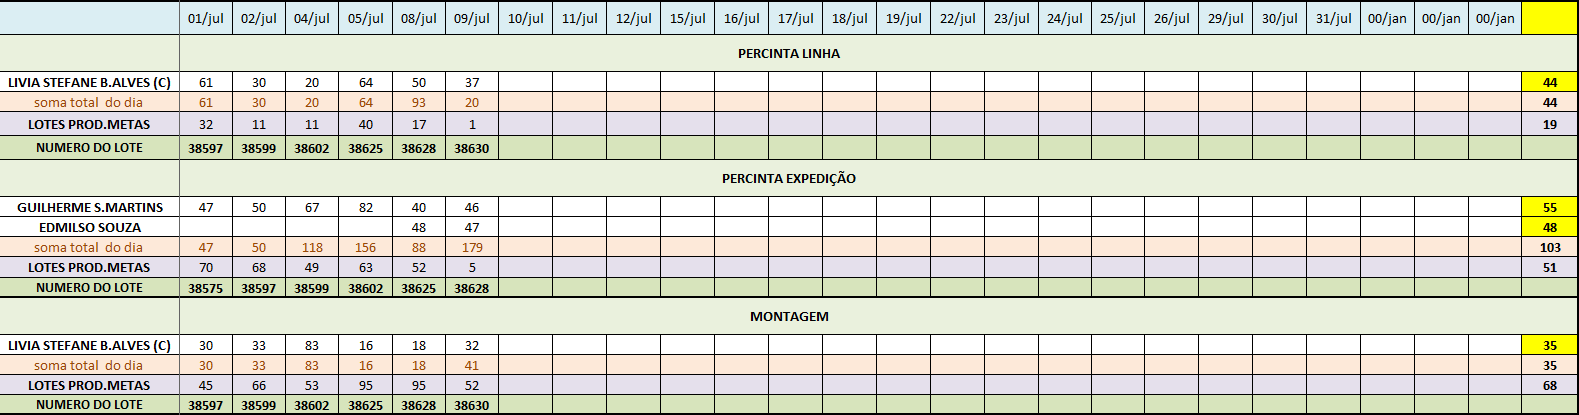 01/jul 02/jul 04/jul 05/jul 08/jul 09/jul 10/jul 11/jul 12/jul 15/jul 16/jul 17/jul 18/jul 19/jul 22/jul 23/jul 24/jul 25/jul 26/jul 29/jul 30/jul 31/jul 00/jan 00/jan 00/jan
PERCINTA LINHA
LIVIA STEFANE B.ALVES (C) 61 30 20 64 50 37 44
soma total do dia 61 30 20 64 93 20 44
LOTES PROD.METAS 32 11 11 40 17 1 19
NUMERO DO LOTE 38597 38599 38602 38625 38628 38630
PERCINTA EXPEDIÇÃO
GUILHERME S.MARTINS 47 50 67 82 40 46 55
EDMILSO SOUZA 48 47 48
soma total do dia 47 50 118 156 88 179 103
LOTES PROD.METAS 70 68 49 63 52 5 51
NUMERO DO LOTE 38575 38597 38599 38602 38625 38628
MONTAGEM
LIVIA STEFANE B.ALVES (C) 30 33 83 16 18 32 35
soma total do dia 30 33 83 16 18 41 35
LOTES PROD.METAS 45 66 53 95 95 52 68
NUMERO DO LOTE 38597 38599 38602 38625 38628 38630